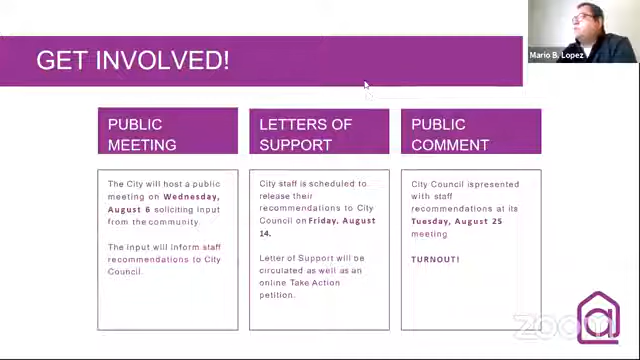 GET INVOLVED!
Mario B. Lopez
PUBLIC
MEETING
The City will host a public
meeting on Wednesday,
August 6 soliciting input
from the community.
The input will inform staff
recommendations to City
Council
LETTERS OF
SUPPORT
City staff is scheduled to
release their
recommendations to City
Council on Friday, August
14.
Letter of Support will be
circulated as well as an
online Take Action
petition.
PUBLIC
COMMENT
City Council ispresented
with staff
recommendations at its
Tuesday, August 25
meeting
TURNOUT!
zoom